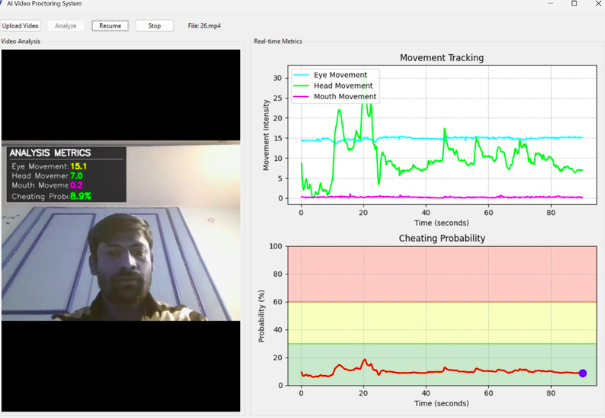 AI Video Proctoring System
Upload Video Analyze Resume Stop File: 26.mp4
Video Analysis
ANALYSIS METRICS
Eye Movement: 15.1
Head Movemer 7.0
Mouth Moveme 0.2
Cheating Prob 8.9%
Real-time Metrics
Movement Tracking
Eye Movement
Head Movement
Mouth Movement
Movement Intensity
30
25
20
15
10
5
0
0 20 40 60 80
Time (seconds)
Cheating Probability
Probability (%)
100
80
60
40
20
0
0 20 40 60 80
Time (seconds)